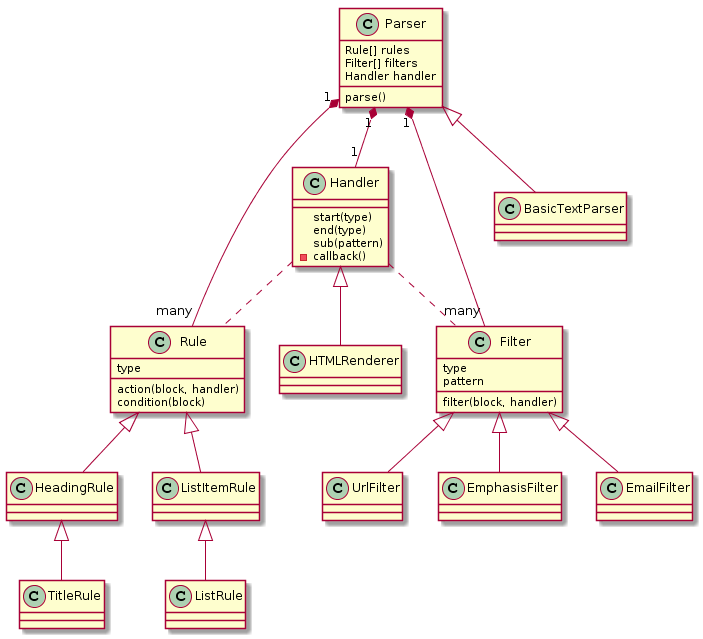 C Parser
Rule[] rules
Filter[] filters
Handler handler
parse()
1
1
1
1
C Handler
start(type)
end(type)
sub(pattern)
callback()
C BasicTextParser
many
many
C Rule
type
action(block, handler)
condition(block)
C HTMLRenderer
C Filter
type
pattern
filter(block, handler)
C HeadingRule
C ListItemRule
C UrlFilter
C EmphasisFilter
C EmailFilter
C TitleRule
C ListRule